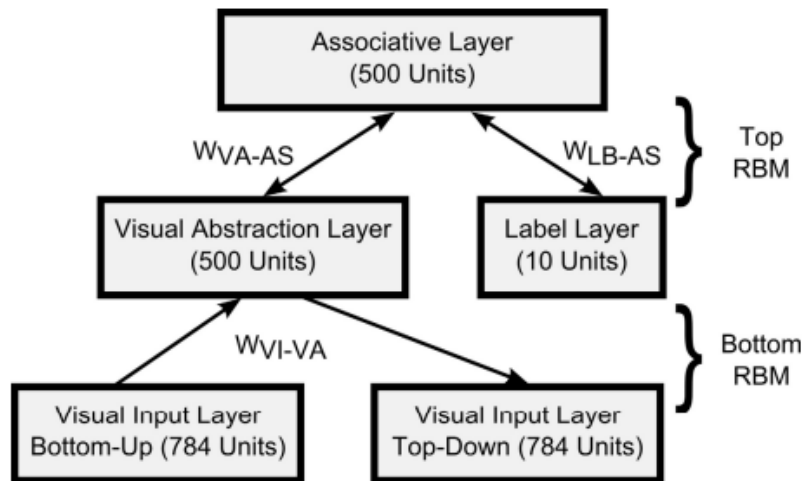 Associative Layer
(500 Units)
WVA-AS
WLB-AS
Top
RBM
Visual Abstraction Layer
(500 Units)
Label Layer
(10 Units)
WVI-VA
Bottom
RBM
Visual Input Layer
Bottom-Up (784 Units)
Visual Input Layer
Top-Down (784 Units)